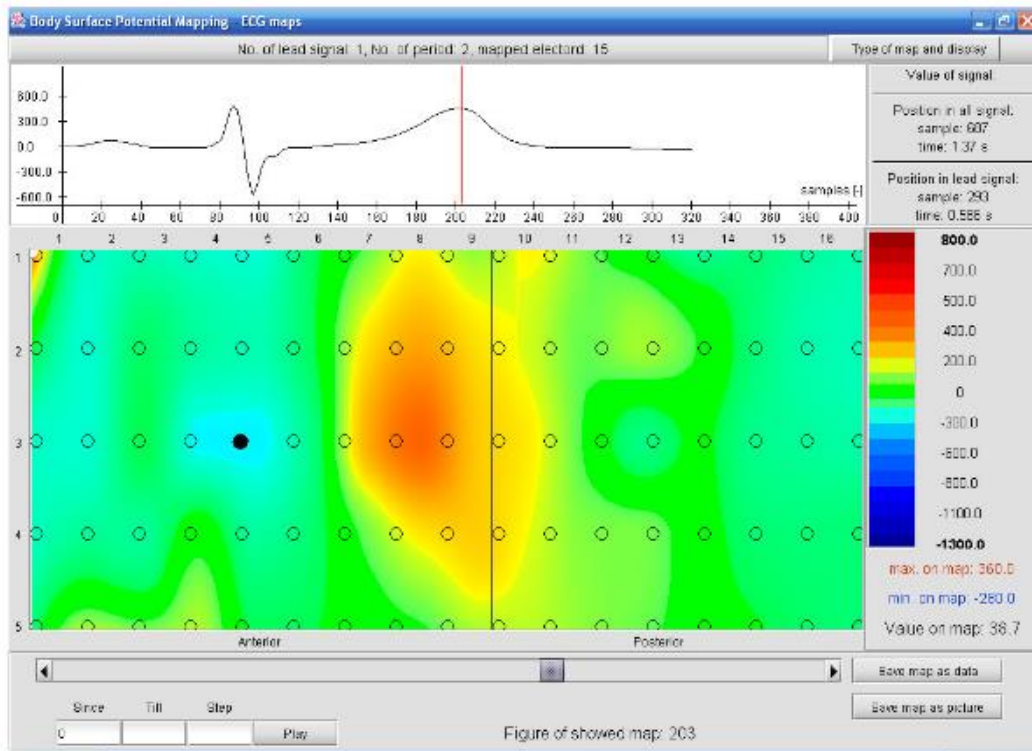 Body Surface Potential Mapping - ECG maps
No. of lead signal: 1, No. of period: 2, mapped electord: 15
Type of map and display
600.0
300.0
0.0
-300.0
-600.0
samples [-]
0 20 40 60 80 100 120 140 160 180 200 220 240 260 280 300 320 340 360 380 400
Value of signal:
Position in all signal:
sample: 687
time: 1.37 s
Position in lead signal:
sample: 293
time: 0.586 s
1 2 3 4 5 6 7 8 9 10 11 12 13 14 15 16
1
2
3
4
5
Anterior Posterior
800.0
700.0
500.0
400.0
200.0
0
-300.0
-600.0
-800.0
-1100.0
-1300.0
max. on map: 360.0
min. on map: -280.0
Value on map: 38.7
Save map as data
Since Till Step
0 Play
Save map as picture
Figure of showed map: 203